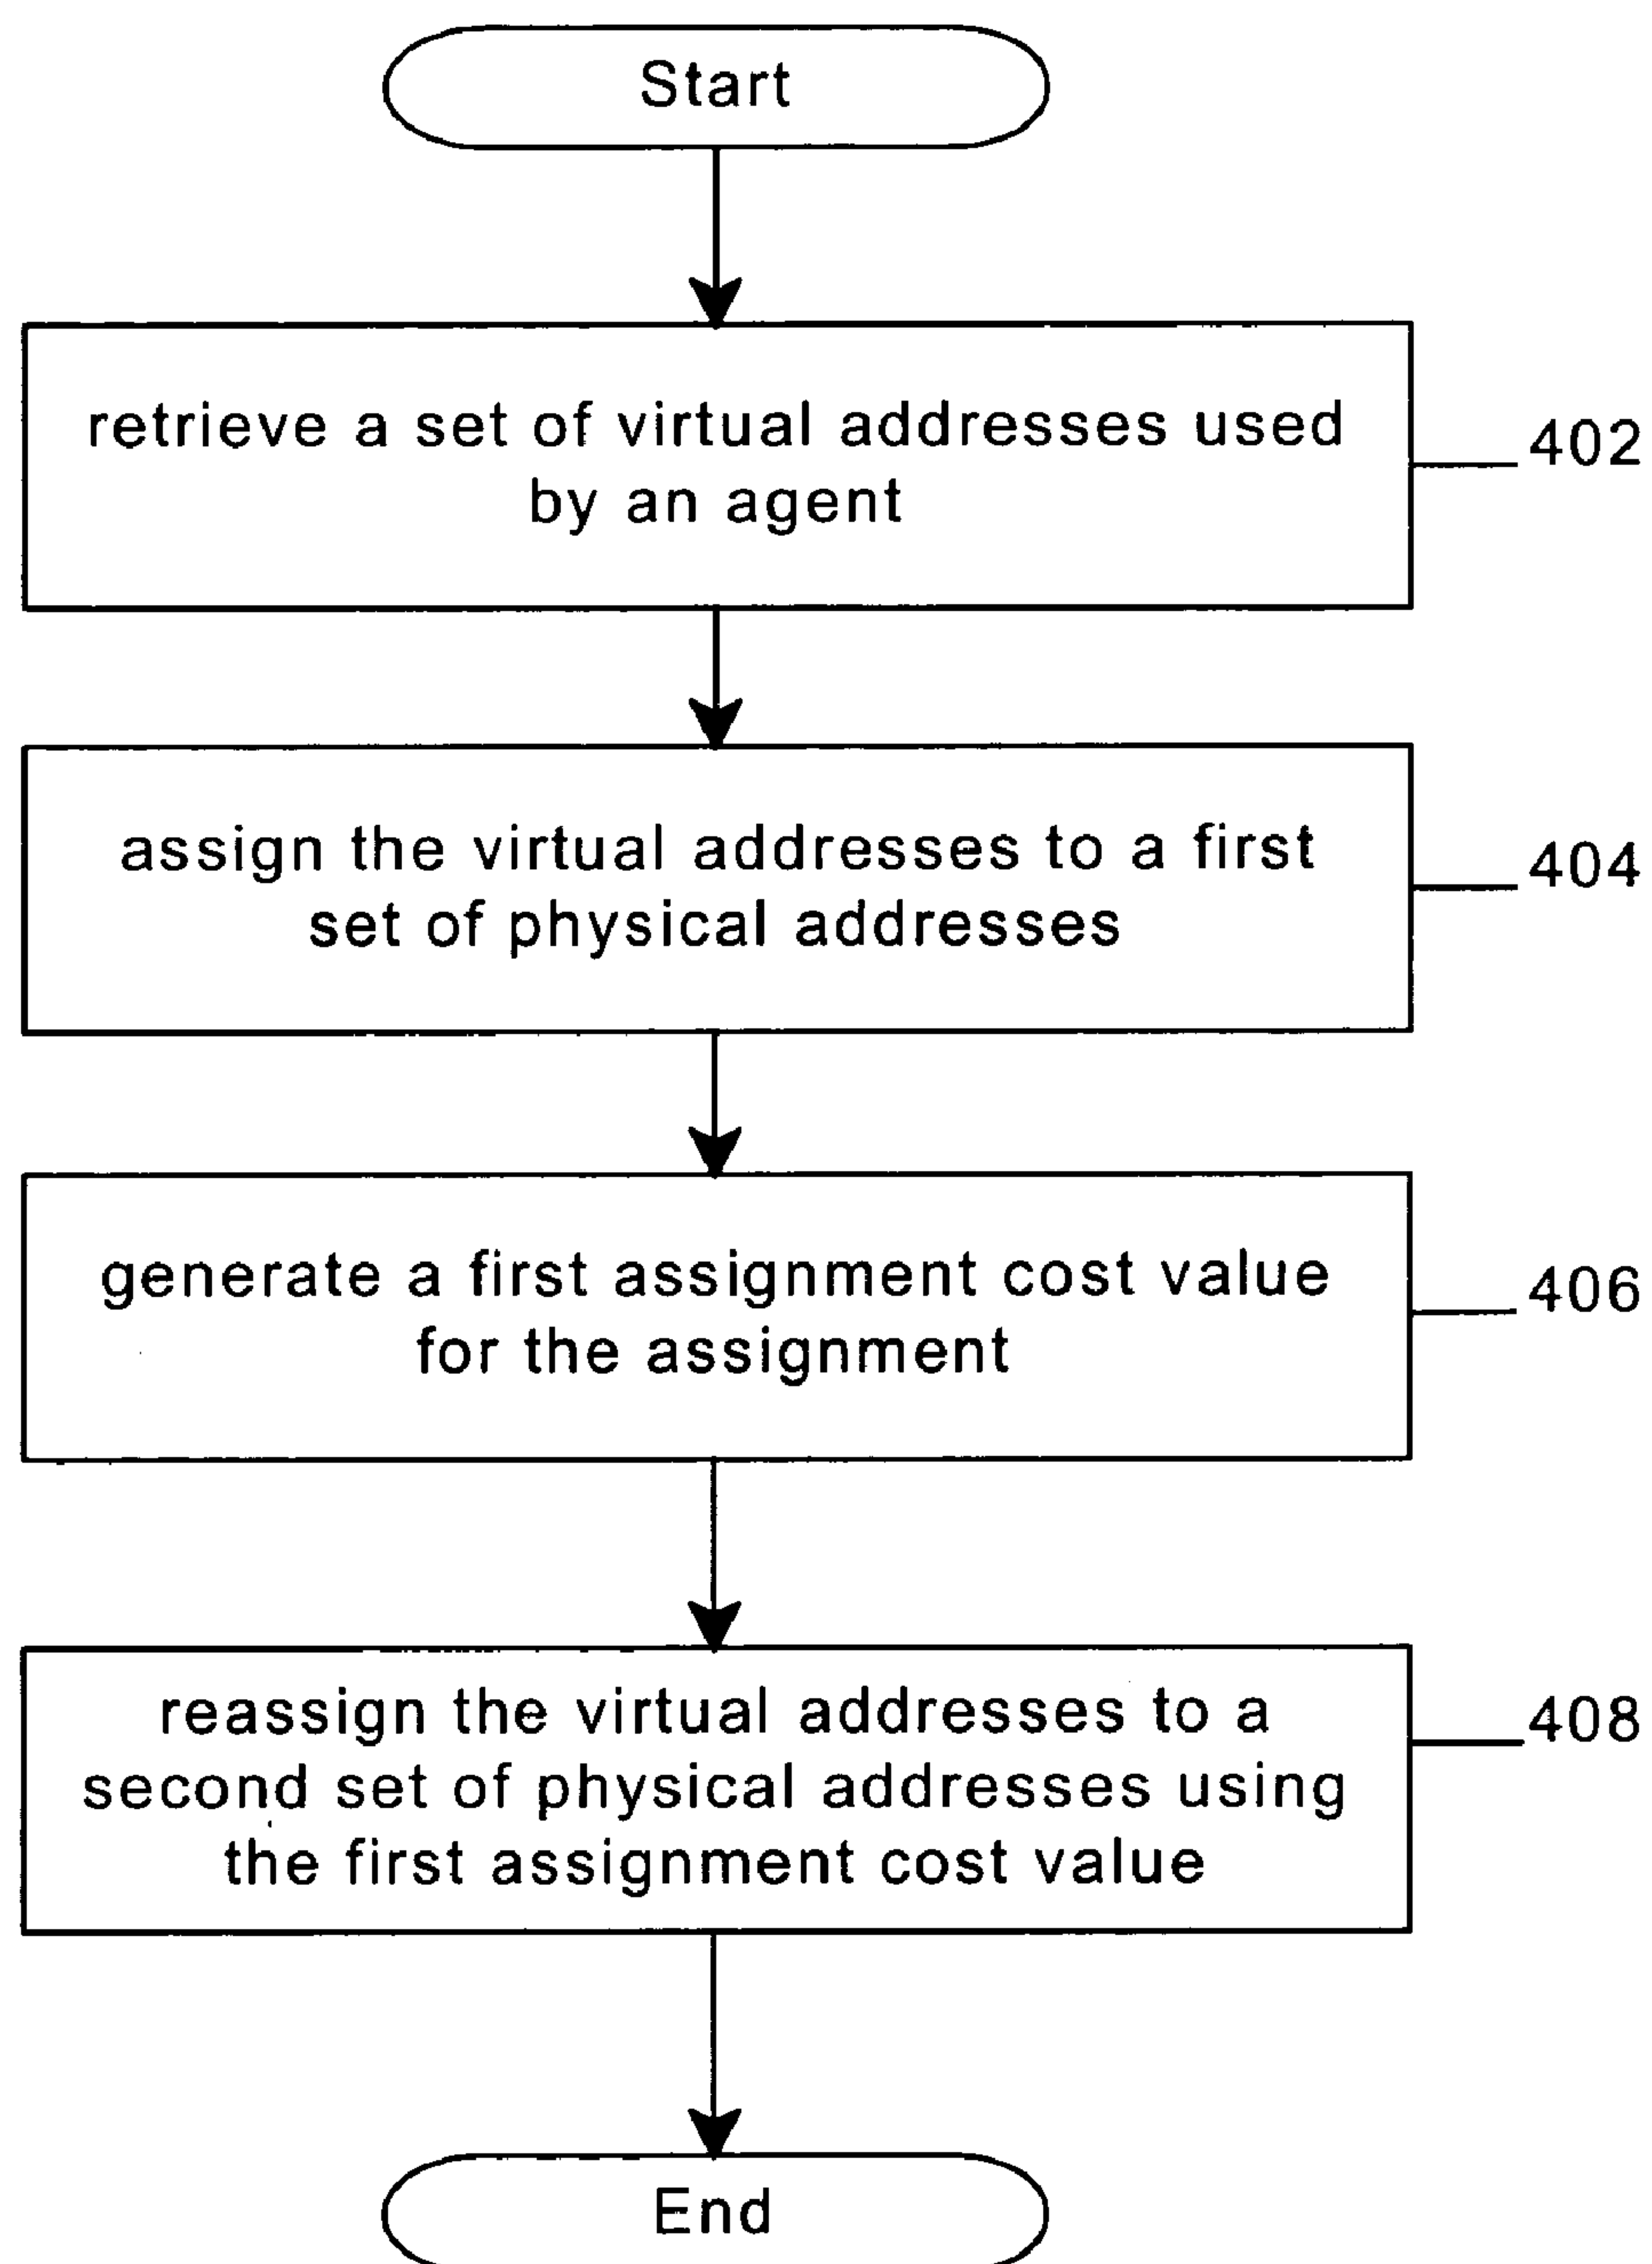 Start
retrieve a set of virtual addresses used
by an agent
402
assign the virtual addresses to a first
set of physical addresses
404
generate a first assignment cost value
for the assignment
406
reassign the virtual addresses to a
second set of physical addresses using
the first assignment cost value
408
End